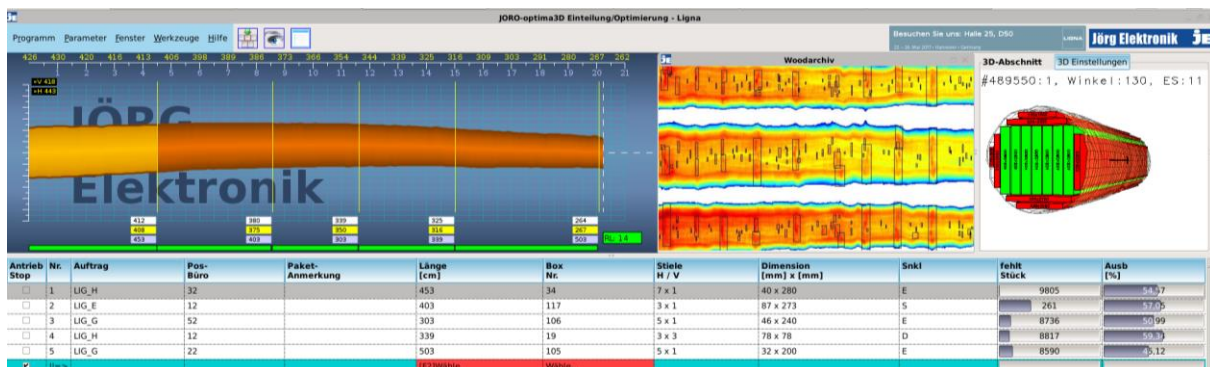 JORO-optima3D Einteilung/Optimierung - Ligna
Programm Parameter Fenster Werkzeuge Hilfe
Besuchen Sie uns: Halle 25, D50
LIGNA
Jörg Elektronik
426 430 420 416 413 406 398 389 386 373 366 354 344 339 325 316 309 303 291 280 267 262
2 3 4 5 6 7 8 9 10 11 12 13 14 15 16 17 18 19 20 21
+V 418
+H 443
JÖRG
Elektronik
412 380 339 325 264
408 375 350 316 267
453 403 303 339 503
RL 14
Woodarchiv
3D-Abschnitt 3D Einstellungen
#489550:1, Winkel:130, ES:11
Antrieb Stop Nr. Auftrag Pos-Büro Paket-Anmerkung Länge [cm] Box Nr. Stiele H / V Dimension [mm] x [mm] Snkl fehlt Stück Ausb [%]
1 LIG_H 32 453 34 7 x 1 40 x 280 E 9805 54,57
2 LIG_E 12 403 117 3 x 1 87 x 273 S 261 57,05
3 LIG_G 52 303 106 5 x 1 46 x 240 E 8736 50,99
4 LIG_H 12 339 19 3 x 3 78 x 78 D 8817
5 LIG_G 22 503 105 5 x 1 32 x 200 E 8590 45,12